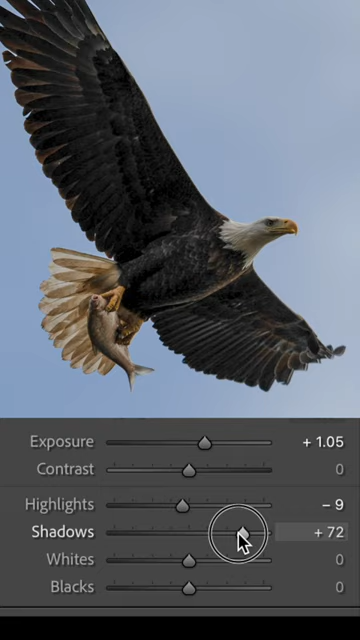 Exposure + 1.05
Contrast 0
Highlights – 9
Shadows + 72
Whites 0
Blacks 0